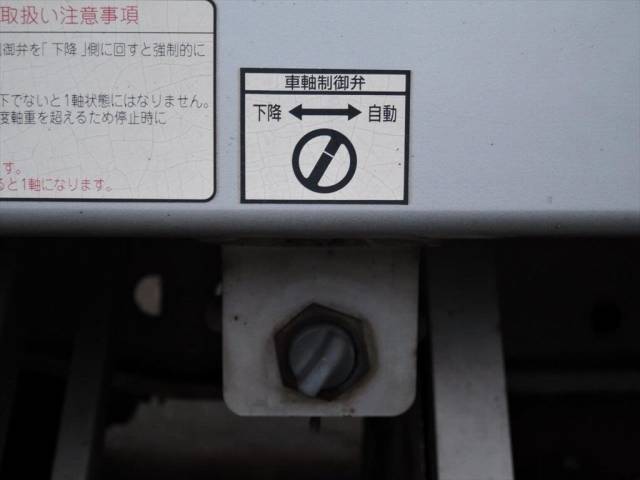 取扱い注意事項
御弁を「下降」側に回すと強制的に
下でないと1軸状態にはなりません。
度軸重を超えるため停止時に
す。
ると1軸になります。
車軸制御弁
下降 自動